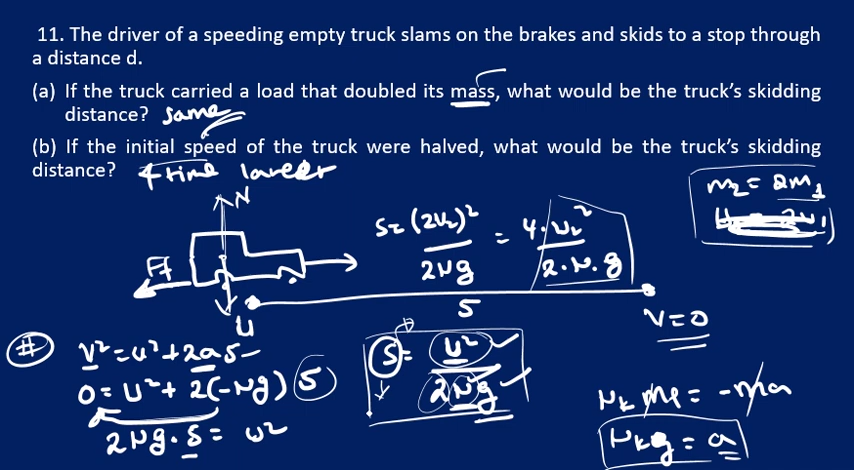 11. The driver of a speeding empty truck slams on the brakes and skids to a stop through
a distance d.
(a) If the truck carried a load that doubled its mass, what would be the truck's skidding
distance? Same
(b) If the initial speed of the truck were halved, what would be the truck's skidding
distance? 4 time lower
m₂ = 2m₁
N
S = (2u₂)² / 2μg = 4·u₂² / 2·μ·g
S
u
V=0
# v² = u² + 2as
0 = u² + 2(-μg) S
2μg·S = u²
S = u² / 2μg
μₖ mg = -ma
μₖg = a